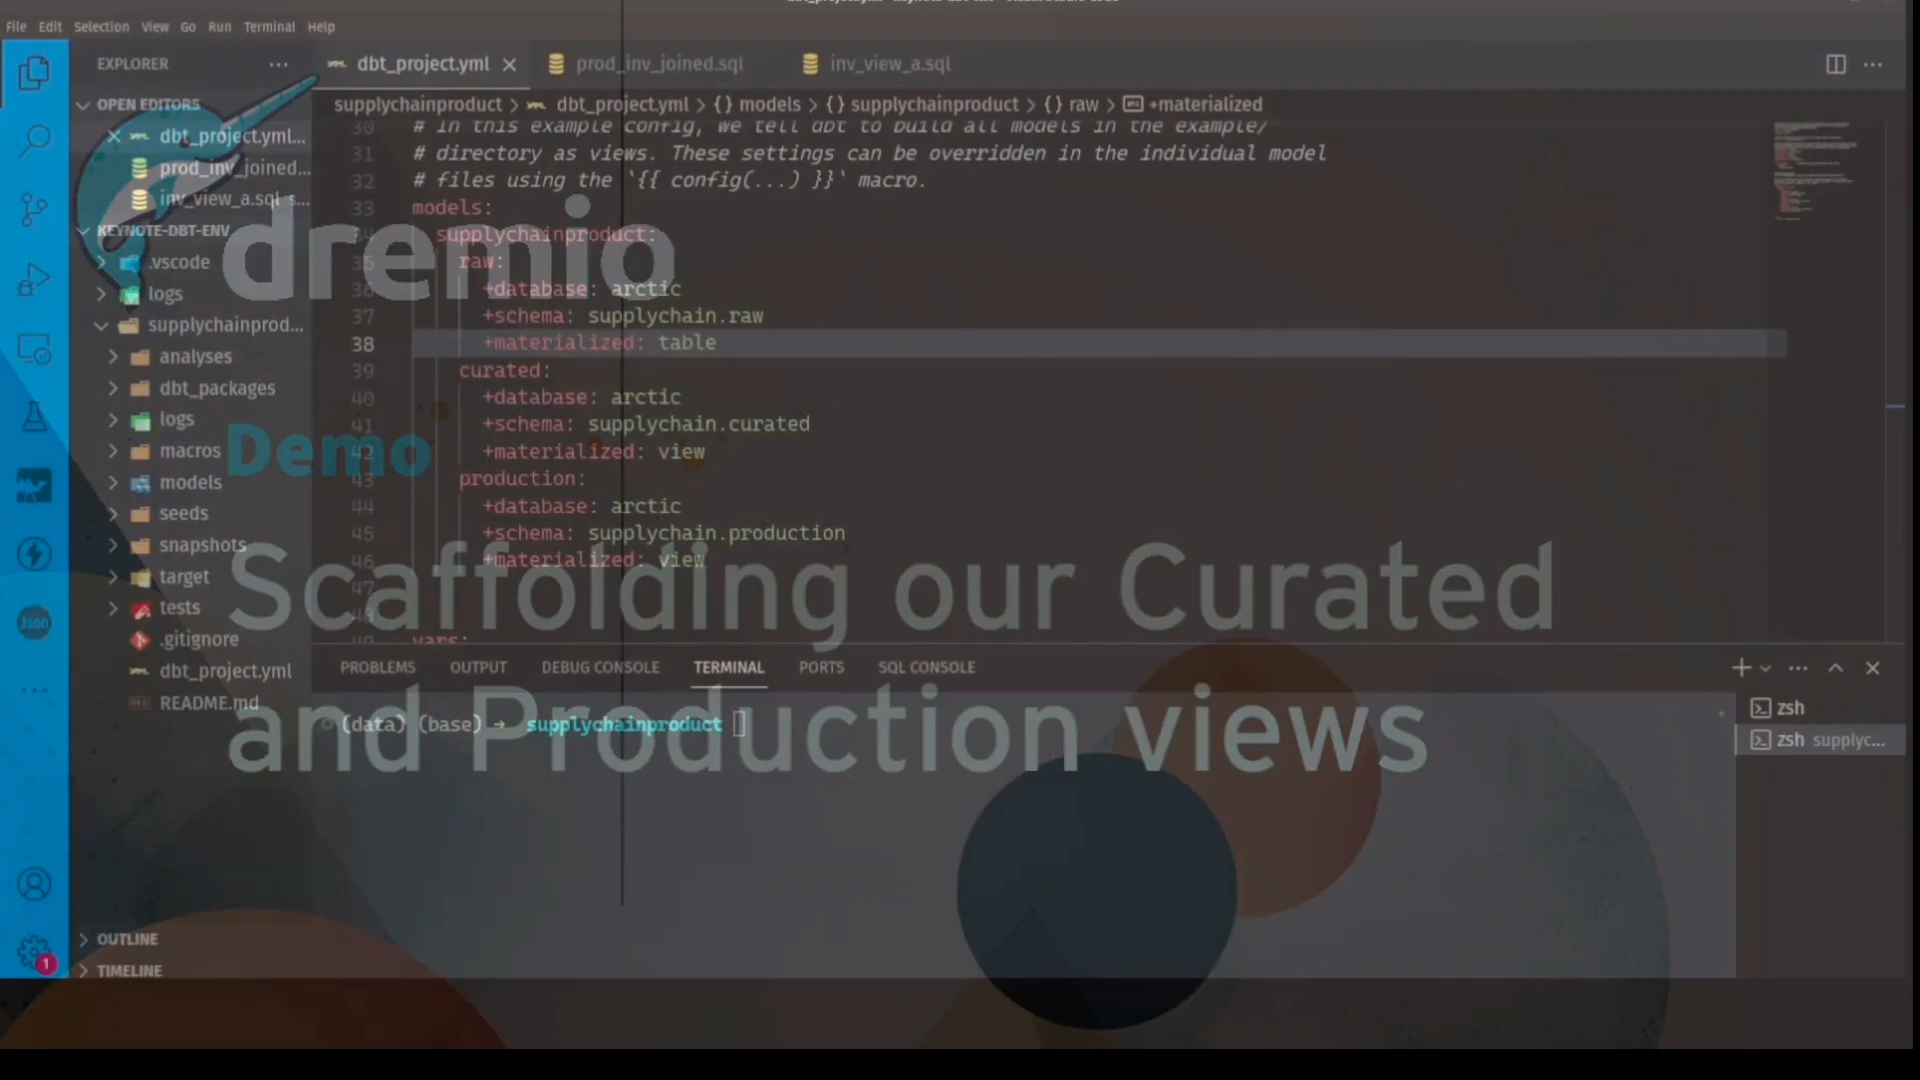 File Edit Selection View Go Run Terminal Help
EXPLORER
OPEN EDITORS
dbt_project.yml...
prod_inv_joined...
inv_view_a.sql s...
KEYNOTE-DBT-ENV
.vscode
logs
supplychainprod...
analyses
dbt_packages
logs
macros
models
seeds
snapshots
target
tests
.gitignore
dbt_project.yml
README.md
OUTLINE
TIMELINE
Json
1
dbt_project.yml
prod_inv_joined.sql
inv_view_a.sql
supplychainproduct > dbt_project.yml > {} models > {} supplychainproduct > {} raw > +materialized
30 # In this example config, we tell dbt to build all models in the example/
31 # directory as views. These settings can be overridden in the individual model
32 # files using the `{{ config(...) }}` macro.
33 models:
34 supplychainproduct:
35 raw:
36 +database: arctic
37 +schema: supplychain.raw
38 +materialized: table
39 curated:
40 +database: arctic
41 +schema: supplychain.curated
42 +materialized: view
43 production:
44 +database: arctic
45 +schema: supplychain.production
46 +materialized: view
47
48
49 vars:
PROBLEMS OUTPUT DEBUG CONSOLE TERMINAL PORTS SQL CONSOLE
(data) (base) → supplychainproduct
zsh
zsh supplyc...
dremio
Demo
Scaffolding our Curated
and Production views